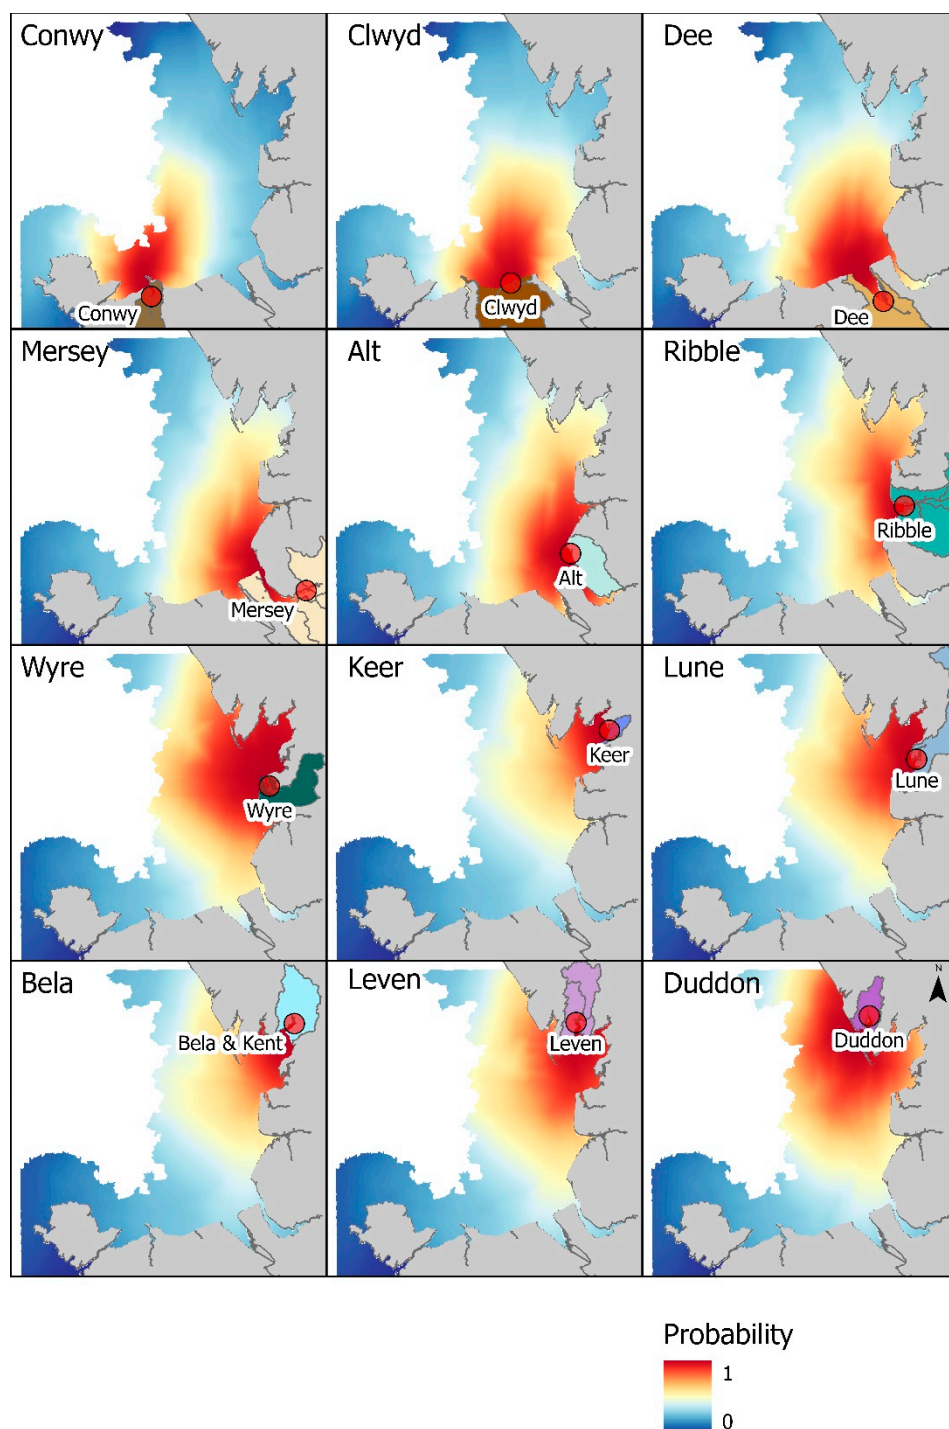 Conwy
Clwyd
Dee
Conwy
Clwyd
Dee
Mersey
Alt
Ribble
Mersey
Alt
Ribble
Wyre
Keer
Lune
Wyre
Keer
Lune
Bela
Leven
Duddon
N
Bela & Kent
Leven
Duddon
Probability
1
0